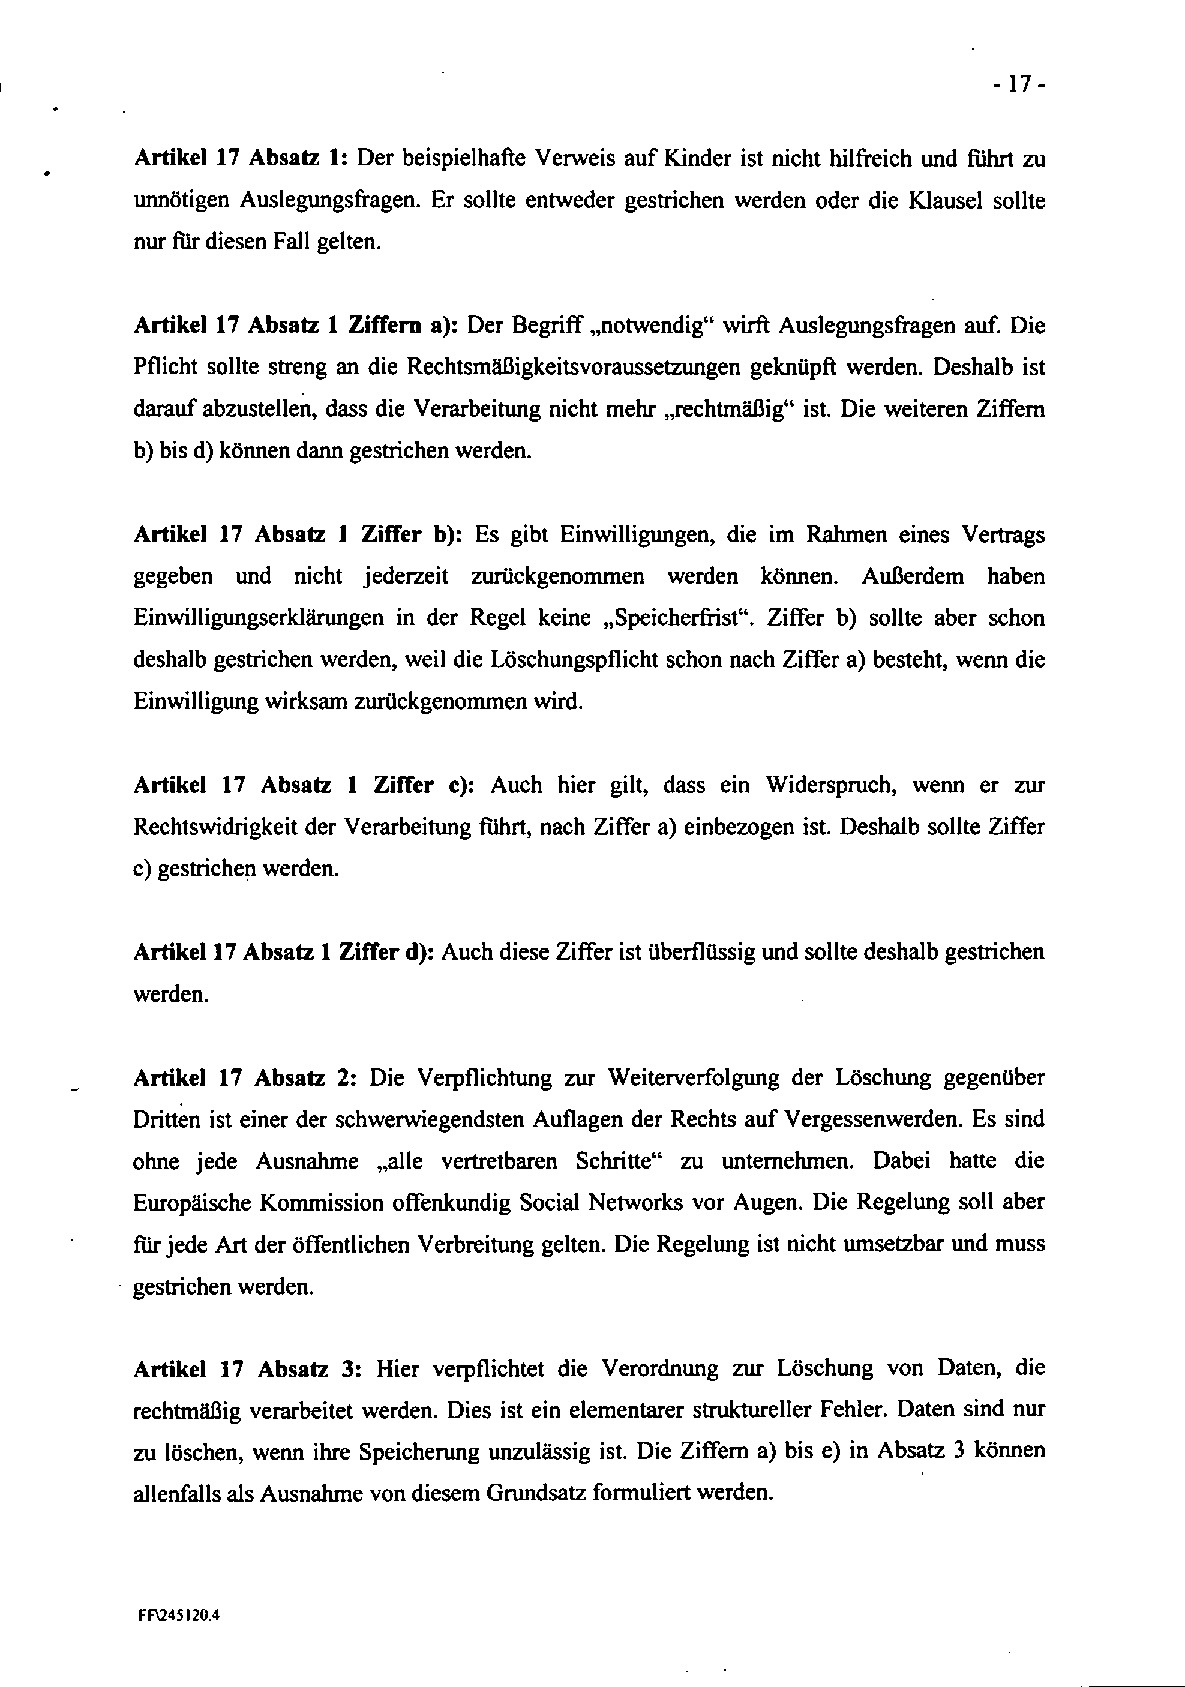 - 17 -
Artikel 17 Absatz 1: Der beispielhafte Verweis auf Kinder ist nicht hilfreich und führt zu
unnötigen Auslegungsfragen. Er sollte entweder gestrichen werden oder die Klausel sollte
nur für diesen Fall gelten.
Artikel 17 Absatz 1 Ziffern a): Der Begriff „notwendig“ wirft Auslegungsfragen auf. Die
Pflicht sollte streng an die Rechtsmäßigkeitsvoraussetzungen geknüpft werden. Deshalb ist
darauf abzustellen, dass die Verarbeitung nicht mehr „rechtmäßig“ ist. Die weiteren Ziffern
b) bis d) können dann gestrichen werden.
Artikel 17 Absatz 1 Ziffer b): Es gibt Einwilligungen, die im Rahmen eines Vertrags
gegeben und nicht jederzeit zurückgenommen werden können. Außerdem haben
Einwilligungserklärungen in der Regel keine „Speicherfrist“. Ziffer b) sollte aber schon
deshalb gestrichen werden, weil die Löschungspflicht schon nach Ziffer a) besteht, wenn die
Einwilligung wirksam zurückgenommen wird.
Artikel 17 Absatz 1 Ziffer c): Auch hier gilt, dass ein Widerspruch, wenn er zur
Rechtswidrigkeit der Verarbeitung führt, nach Ziffer a) einbezogen ist. Deshalb sollte Ziffer
c) gestrichen werden.
Artikel 17 Absatz 1 Ziffer d): Auch diese Ziffer ist überflüssig und sollte deshalb gestrichen
werden.
Artikel 17 Absatz 2: Die Verpflichtung zur Weiterverfolgung der Löschung gegenüber
Dritten ist einer der schwerwiegendsten Auflagen der Rechts auf Vergessenwerden. Es sind
ohne jede Ausnahme „alle vertretbaren Schritte“ zu unternehmen. Dabei hatte die
Europäische Kommission offenkundig Social Networks vor Augen. Die Regelung soll aber
für jede Art der öffentlichen Verbreitung gelten. Die Regelung ist nicht umsetzbar und muss
gestrichen werden.
Artikel 17 Absatz 3: Hier verpflichtet die Verordnung zur Löschung von Daten, die
rechtmäßig verarbeitet werden. Dies ist ein elementarer struktureller Fehler. Daten sind nur
zu löschen, wenn ihre Speicherung unzulässig ist. Die Ziffern a) bis e) in Absatz 3 können
allenfalls als Ausnahme von diesem Grundsatz formuliert werden.
FF\245120.4